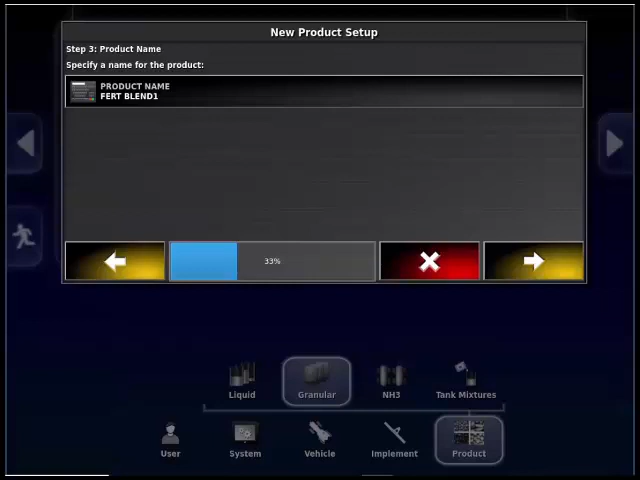 New Product Setup
Step 3: Product Name
Specify a name for the product:
PRODUCT NAME
FERT BLEND1
33%
Liquid
Granular
NH3
Tank Mixtures
User
System
Vehicle
Implement
Product